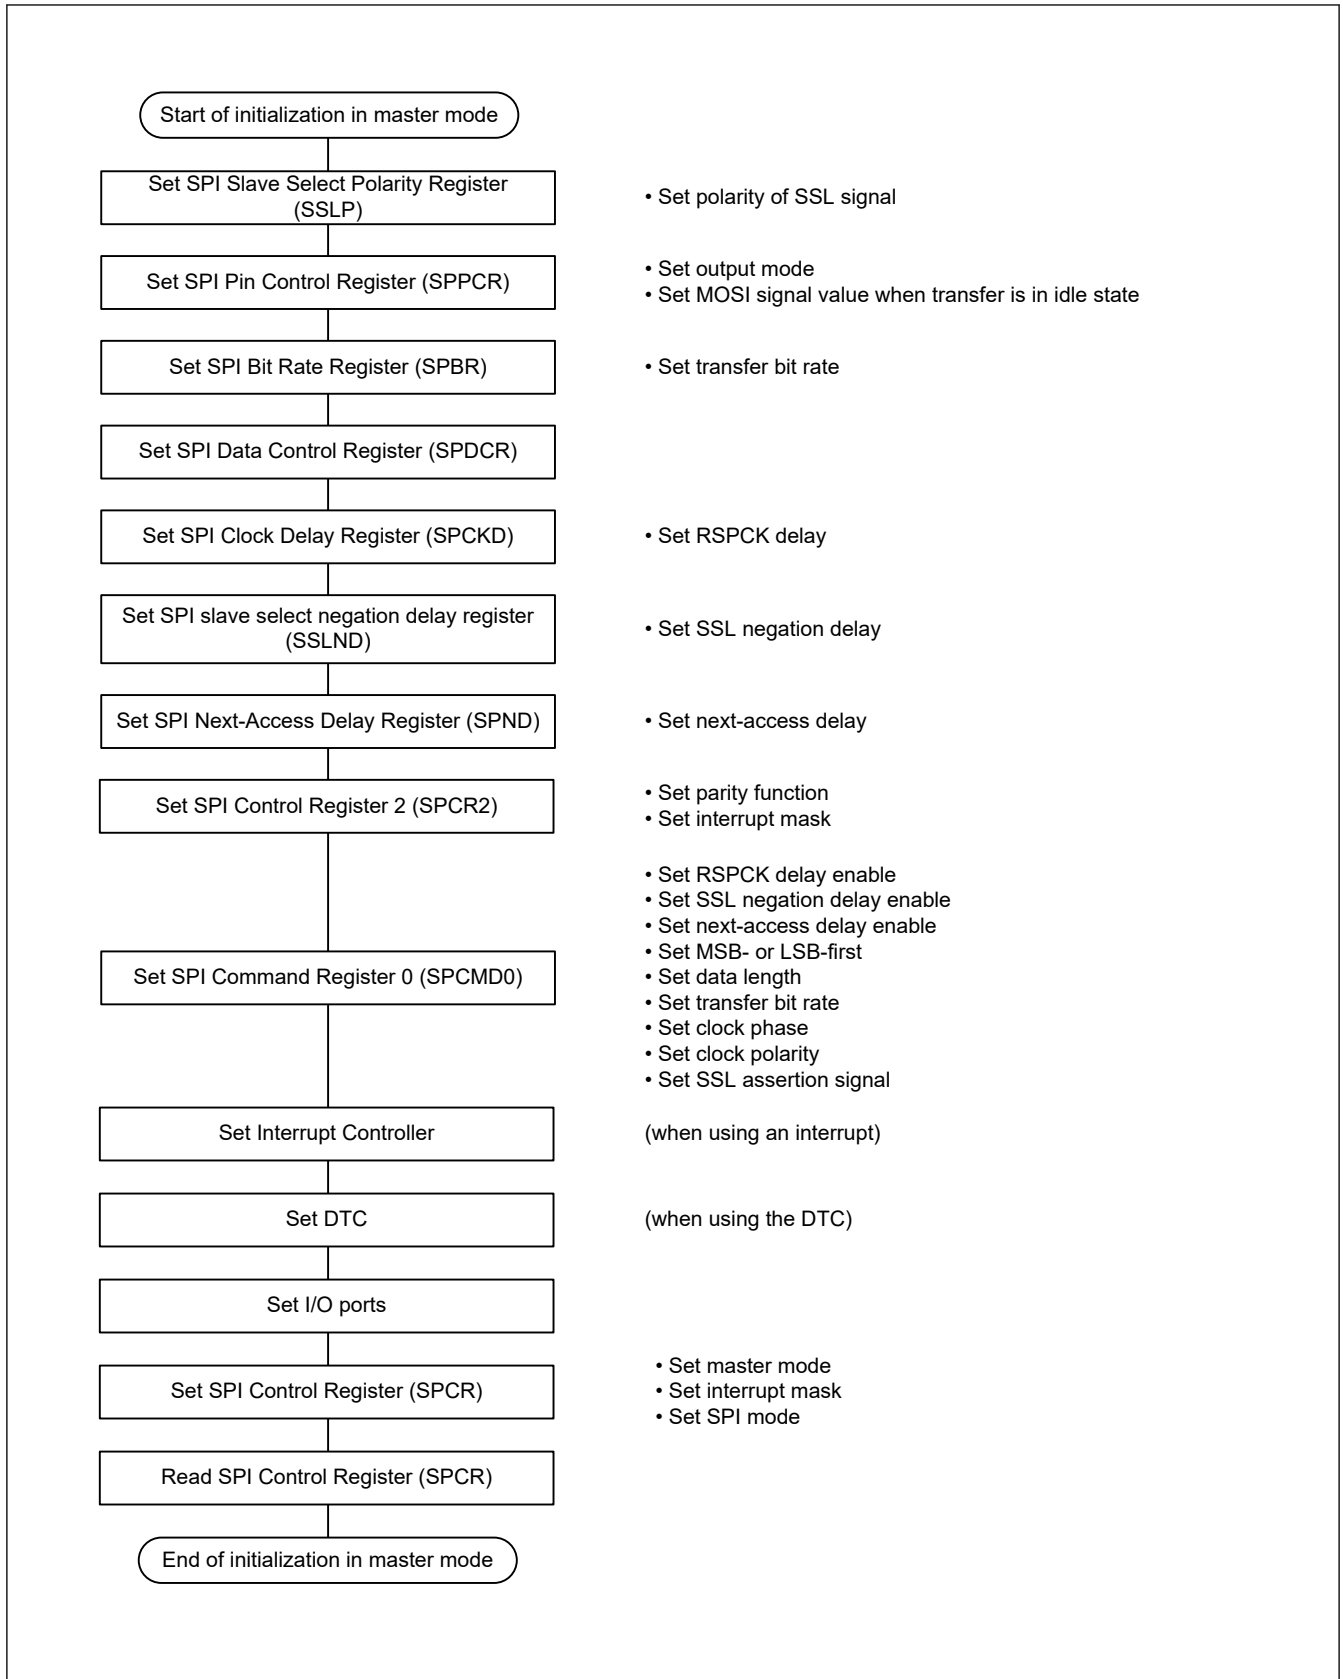 Start of initialization in master mode
Set SPI Slave Select Polarity Register
(SSLP)
• Set polarity of SSL signal
Set SPI Pin Control Register (SPPCR)
• Set output mode
• Set MOSI signal value when transfer is in idle state
Set SPI Bit Rate Register (SPBR)
• Set transfer bit rate
Set SPI Data Control Register (SPDCR)
Set SPI Clock Delay Register (SPCKD)
• Set RSPCK delay
Set SPI slave select negation delay register
(SSLND)
• Set SSL negation delay
Set SPI Next-Access Delay Register (SPND)
• Set next-access delay
Set SPI Control Register 2 (SPCR2)
• Set parity function
• Set interrupt mask
Set SPI Command Register 0 (SPCMD0)
• Set RSPCK delay enable
• Set SSL negation delay enable
• Set next-access delay enable
• Set MSB- or LSB-first
• Set data length
• Set transfer bit rate
• Set clock phase
• Set clock polarity
• Set SSL assertion signal
Set Interrupt Controller
(when using an interrupt)
Set DTC
(when using the DTC)
Set I/O ports
Set SPI Control Register (SPCR)
• Set master mode
• Set interrupt mask
• Set SPI mode
Read SPI Control Register (SPCR)
End of initialization in master mode